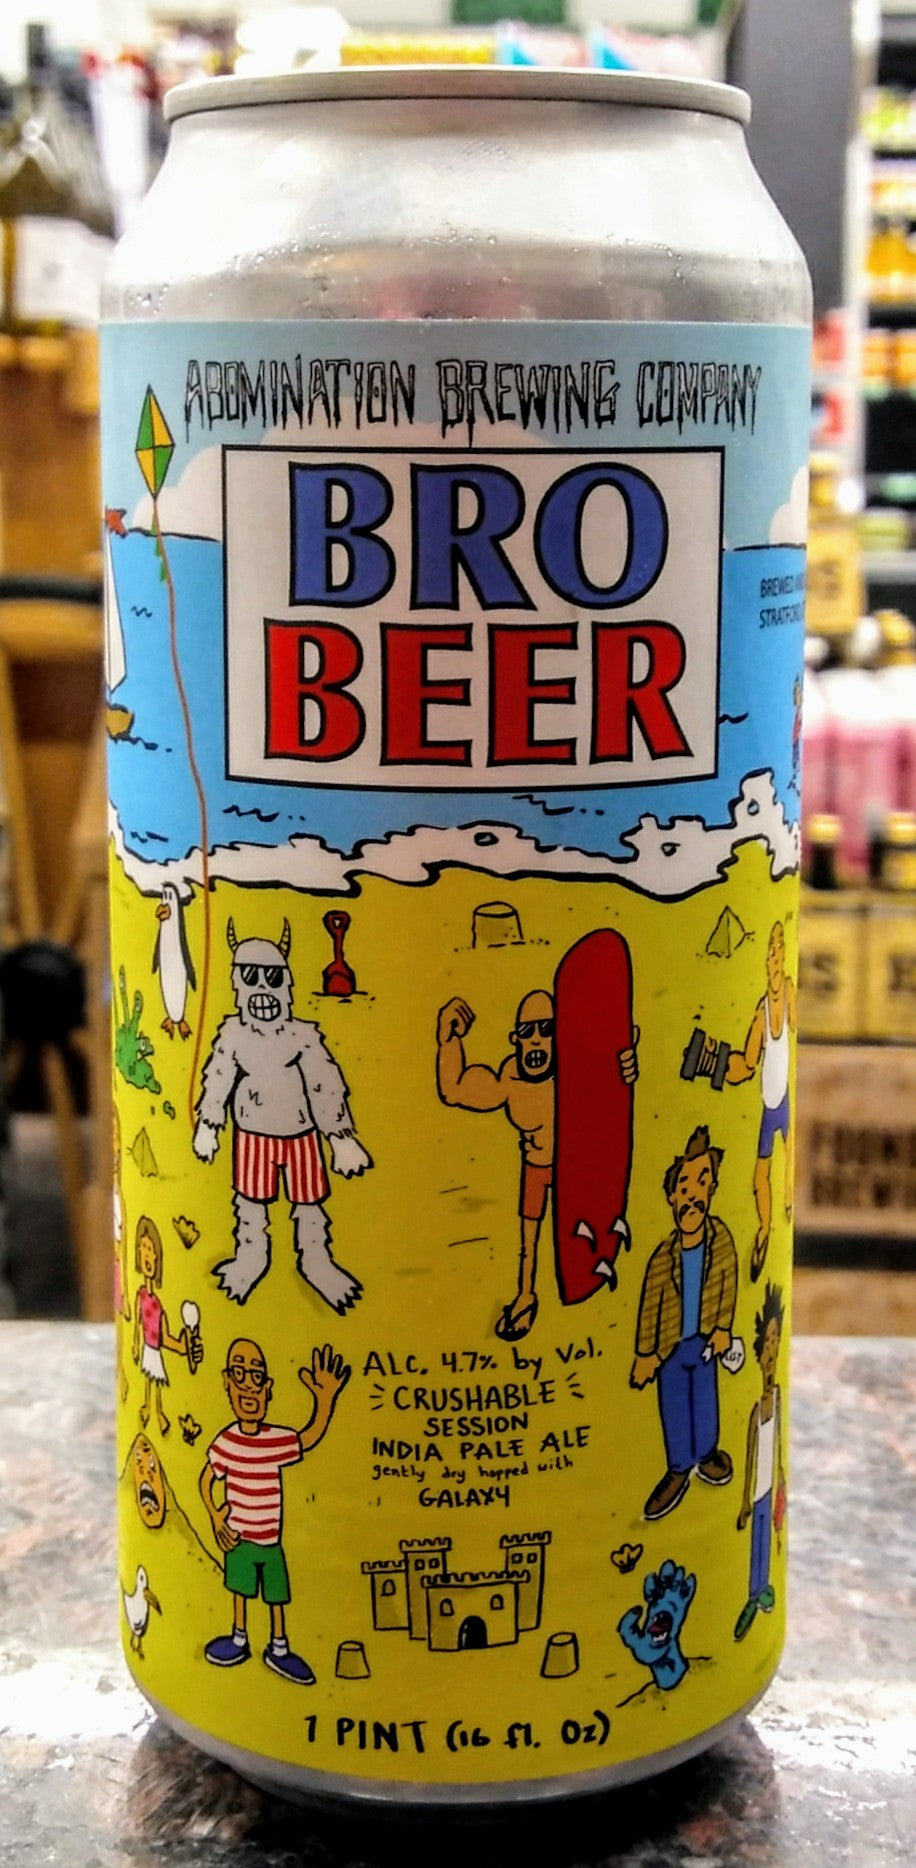 ABOMINATION BREWING COMPANY
BRO
BEER
BREWED
ALC. 4.7% by Vol.
CRUSHABLE
SESSION
INDIA PALE ALE
gently dry hopped with
GALAXY
1 PINT (16 fl. Oz)